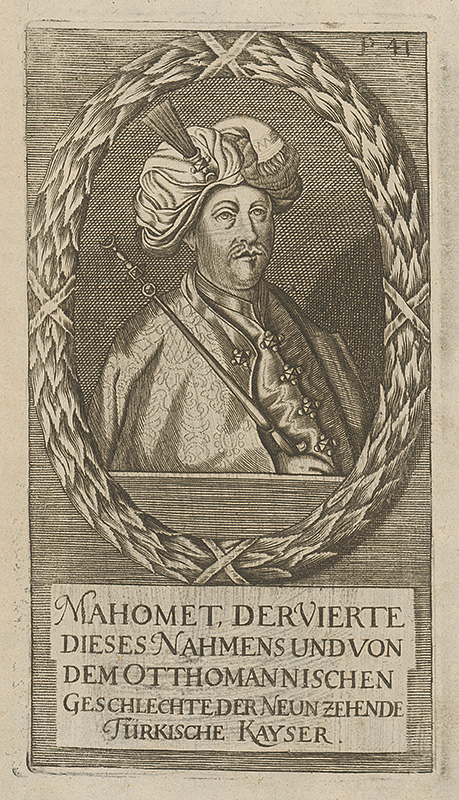 P 41
MAHOMET, DER VIERTE
DIESES NAHMENS UND VON
DEM OTTHOMANNISCHEN
GESCHLECHTE, DER NEUN ZEHENDE
TÜRKISCHE KAYSER.